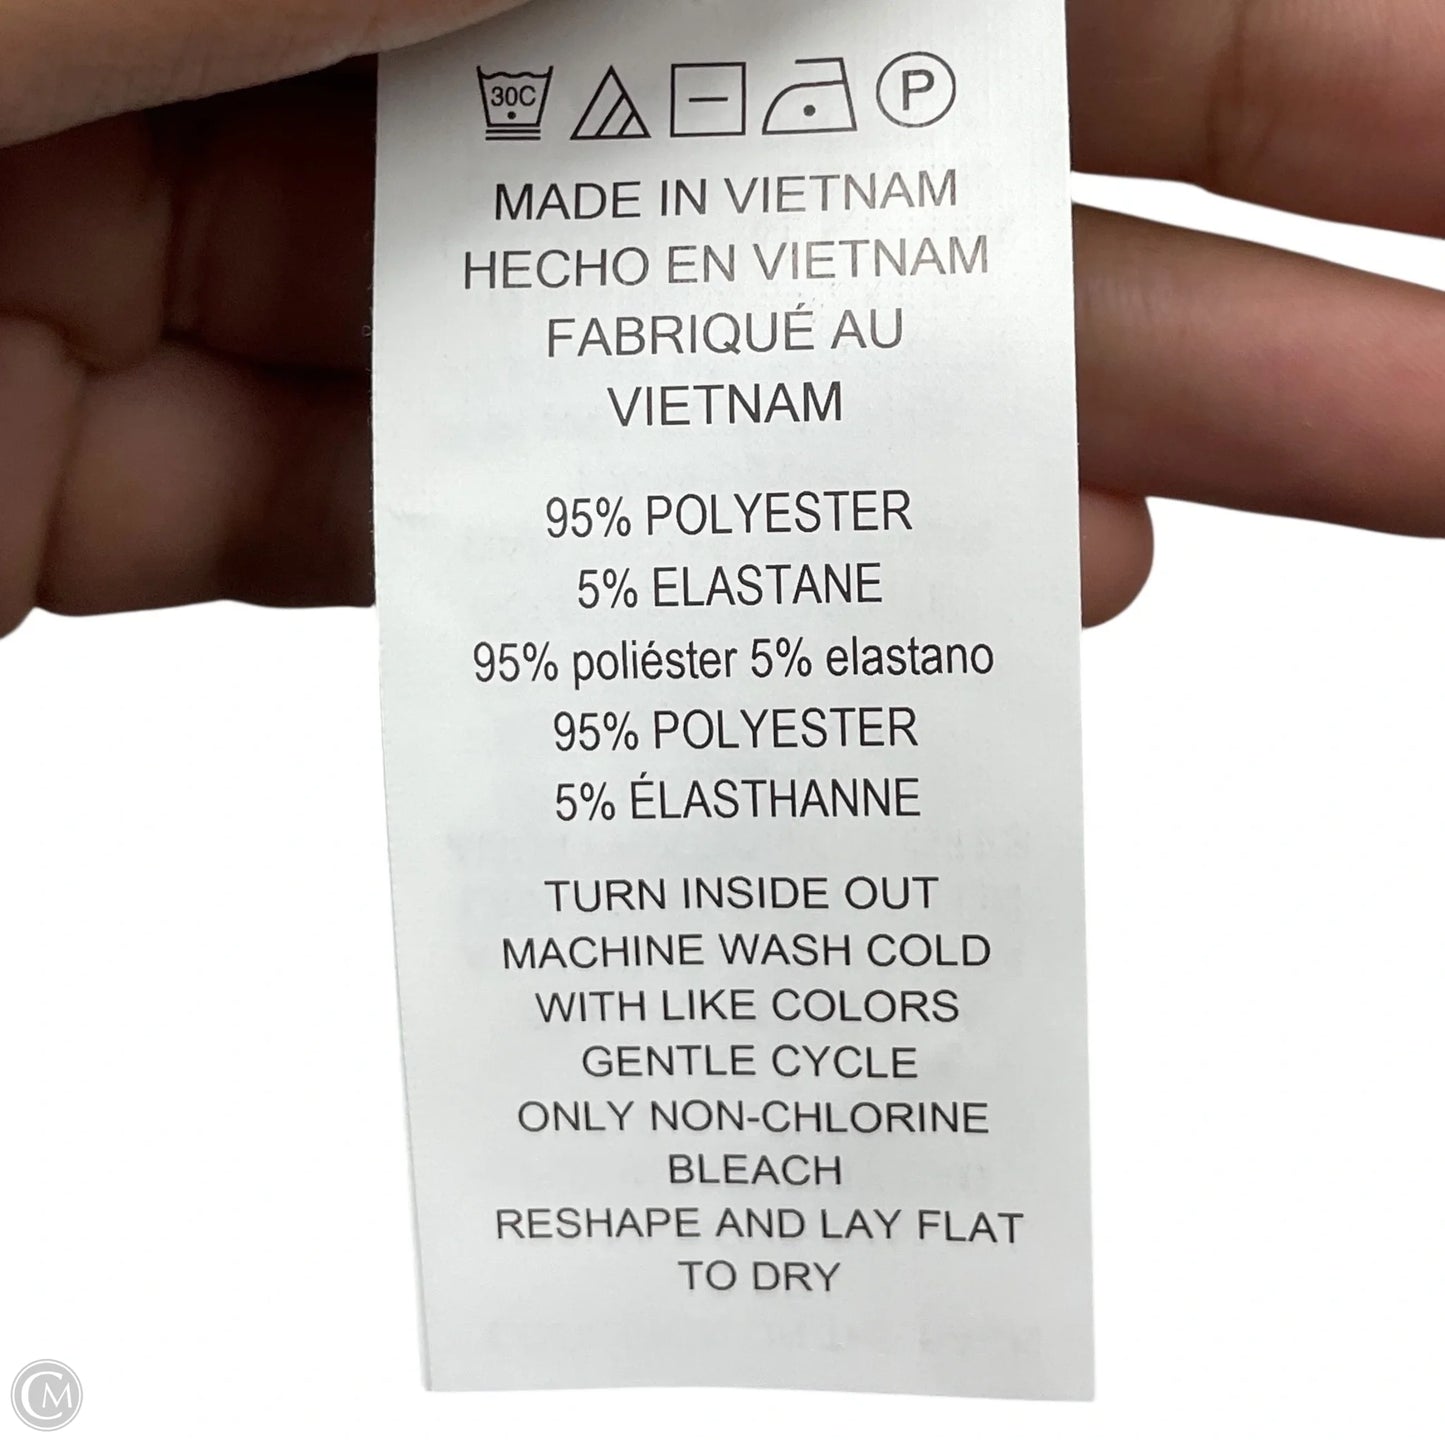 30C
P
MADE IN VIETNAM
HECHO EN VIETNAM
FABRIQUÉ AU
VIETNAM
95% POLYESTER
5% ELASTANE
95% poliéster 5% elastano
95% POLYESTER
5% ÉLASTHANNE
TURN INSIDE OUT
MACHINE WASH COLD
WITH LIKE COLORS
GENTLE CYCLE
ONLY NON-CHLORINE
BLEACH
RESHAPE AND LAY FLAT
TO DRY
CM